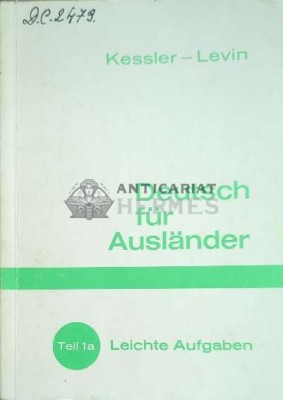 D.C. 2479.
Kessler – Levin
ANTICARIAT
HERMES
Deutsch
für
Ausländer
Teil 1a
Leichte Aufgaben